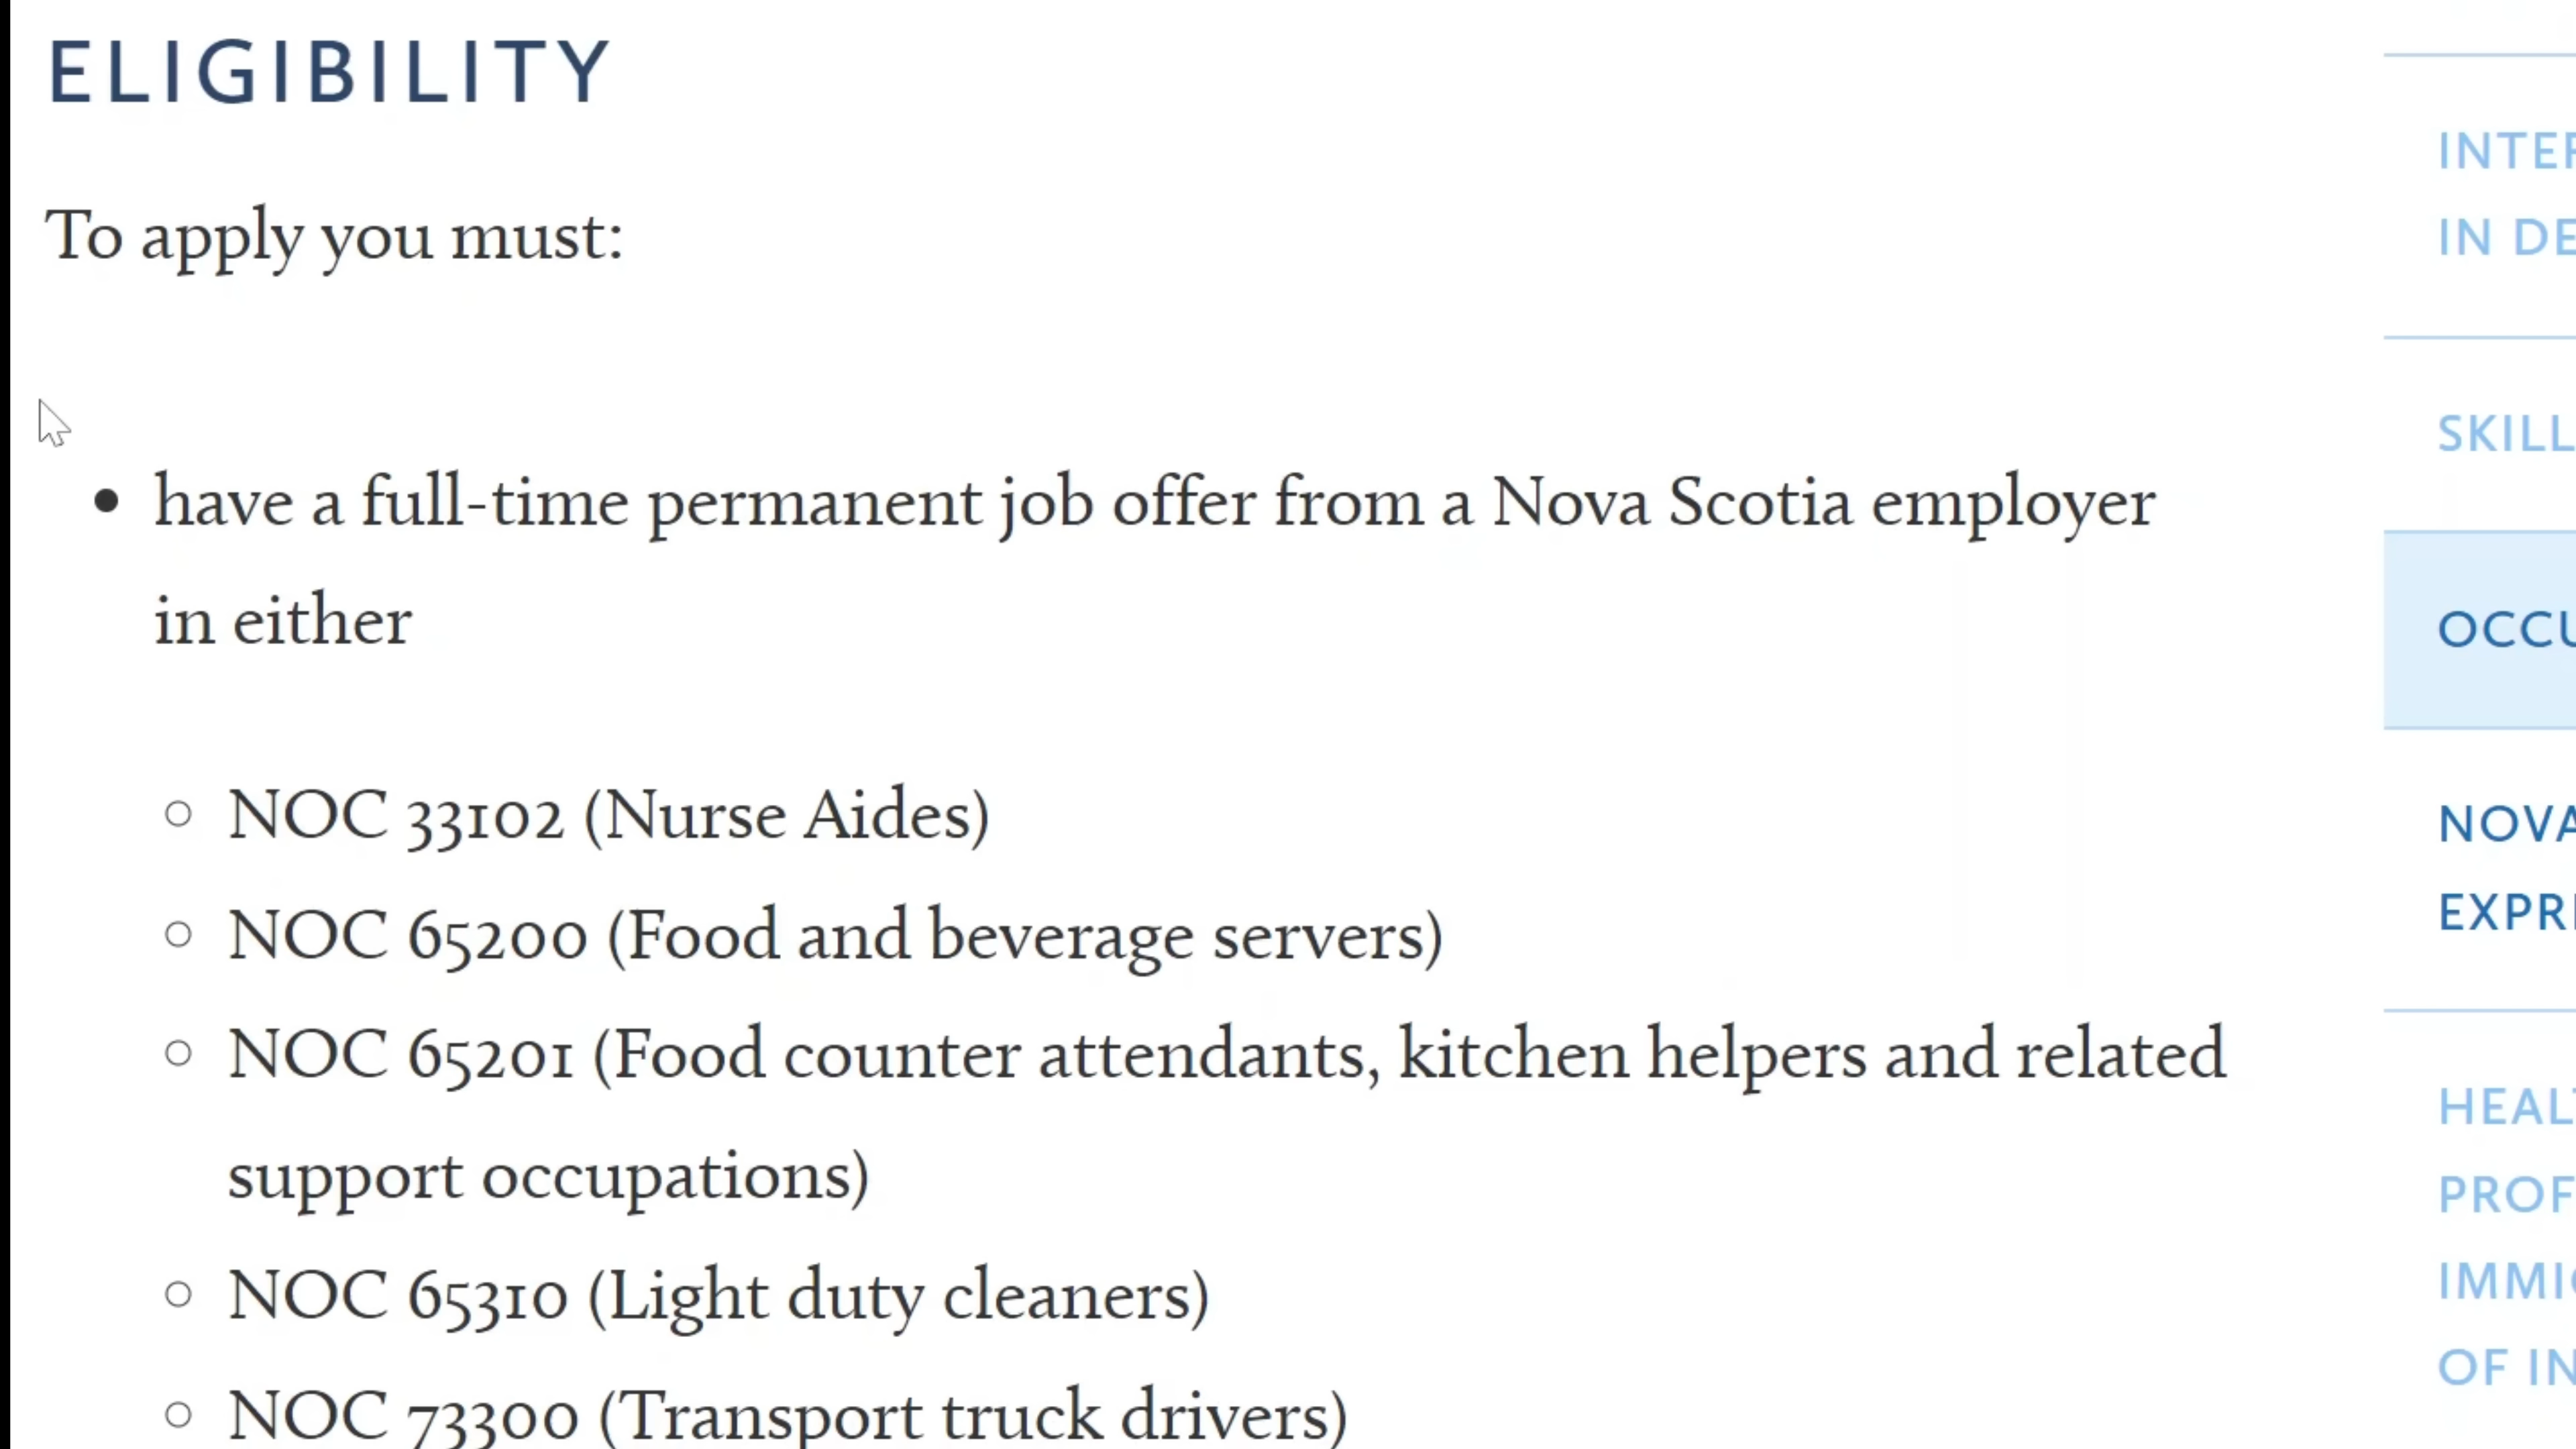 ELIGIBILITY
To apply you must:
• have a full-time permanent job offer from a Nova Scotia employer
in either
○ NOC 33102 (Nurse Aides)
○ NOC 65200 (Food and beverage servers)
○ NOC 65201 (Food counter attendants, kitchen helpers and related
support occupations)
○ NOC 65310 (Light duty cleaners)
○ NOC 73300 (Transport truck drivers)
IN DE
SKILL
OCCU
NOVA
EXPR
HEAL
PROF
IMMI
OF IN